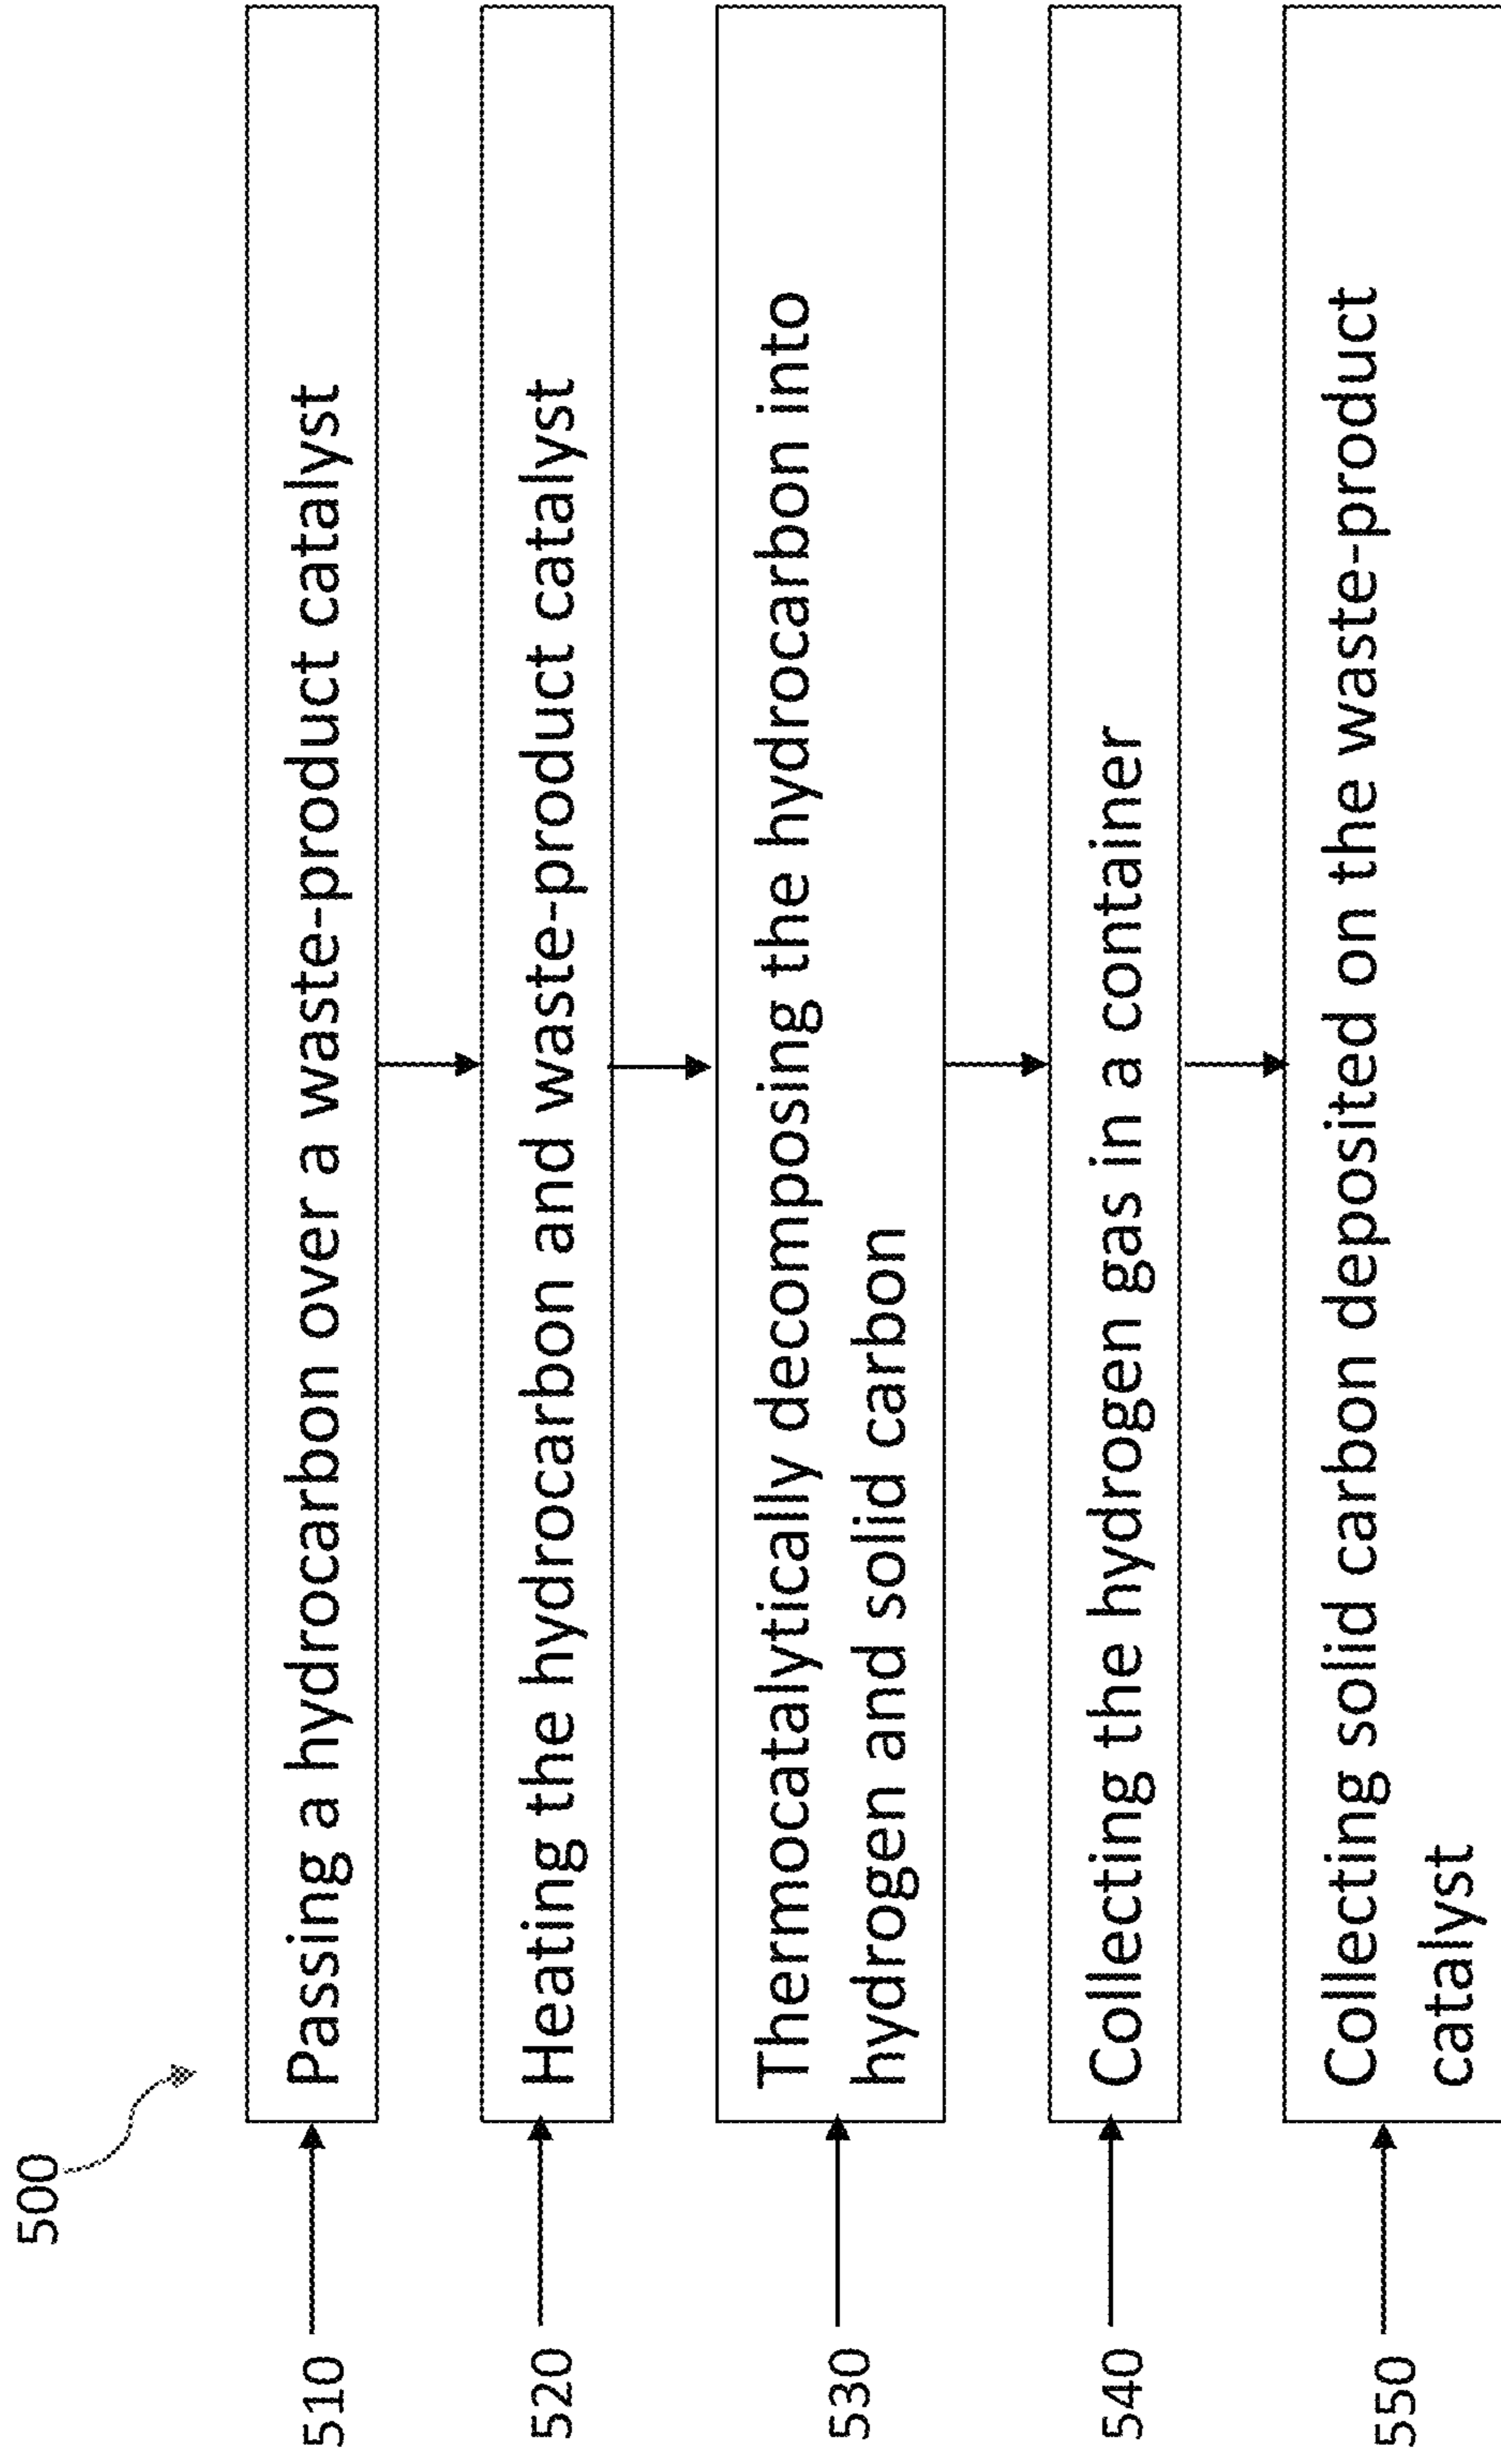 500
510
Passing a hydrocarbon over a waste-product catalyst
520
Heating the hydrocarbon and waste-product catalyst
530
Thermocatalytically decomposing the hydrocarbon into
hydrogen and solid carbon
540
Collecting the hydrogen gas in a container
550
Collecting solid carbon deposited on the waste-product
catalyst